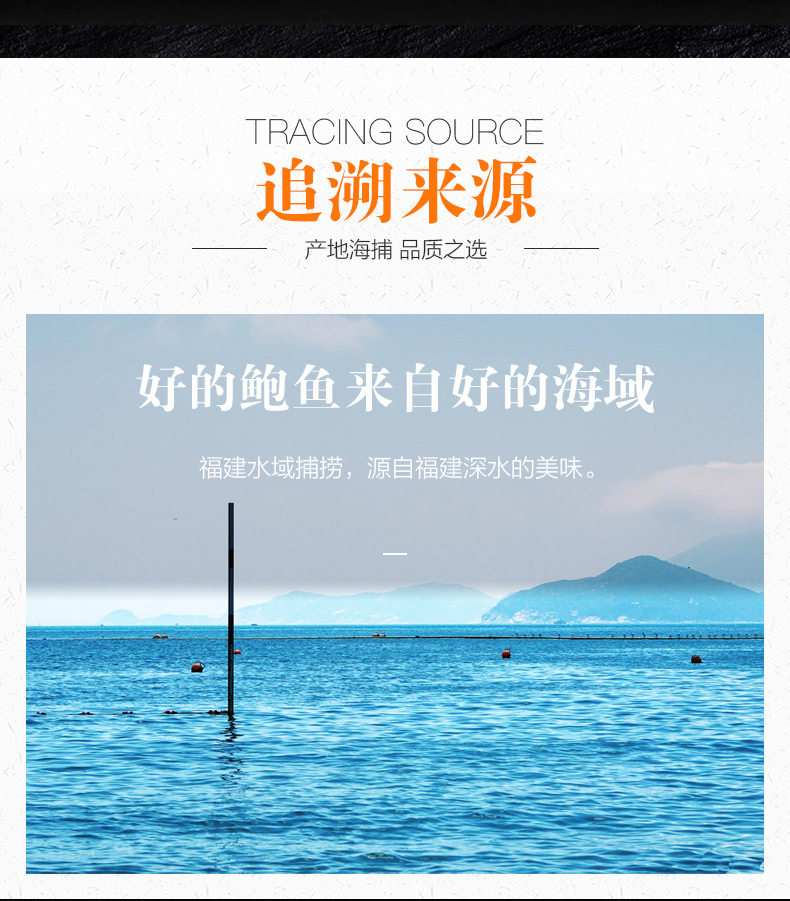 TRACING SOURCE
追溯来源
产地海捕 品质之选
好的鲍鱼来自好的海域
福建水域捕捞，源自福建深水的美味。